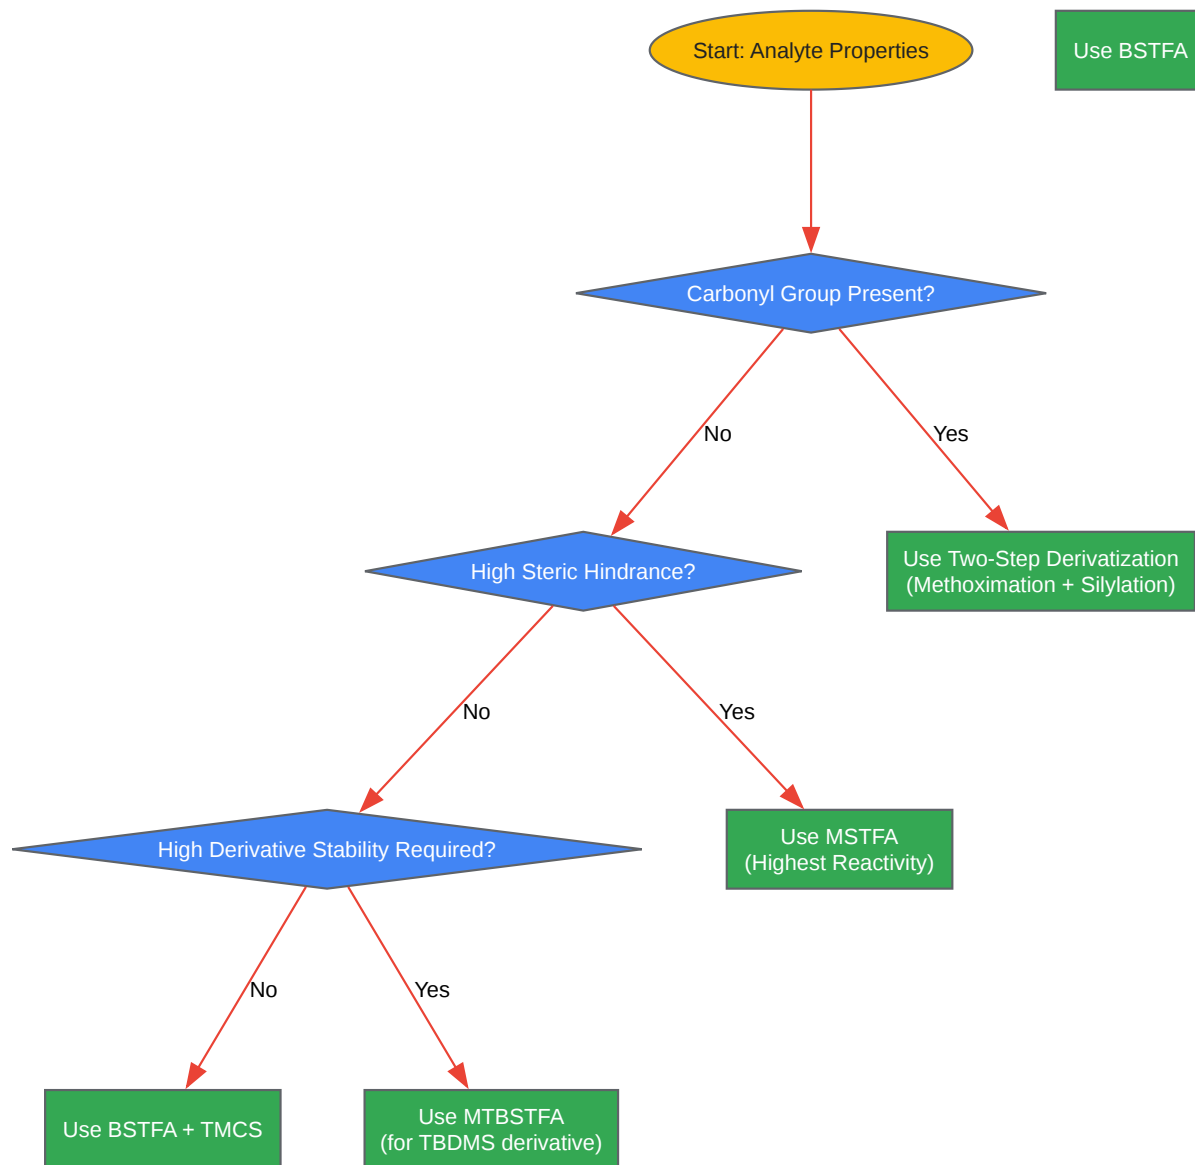 Start: Analyte Properties
Use BSTFA
Carbonyl Group Present?
No
Yes
High Steric Hindrance?
Use Two-Step Derivatization
(Methoximation + Silylation)
No
Yes
High Derivative Stability Required?
Use MSTFA
(Highest Reactivity)
No
Yes
Use BSTFA + TMCS
Use MTBSTFA
(for TBDMS derivative)